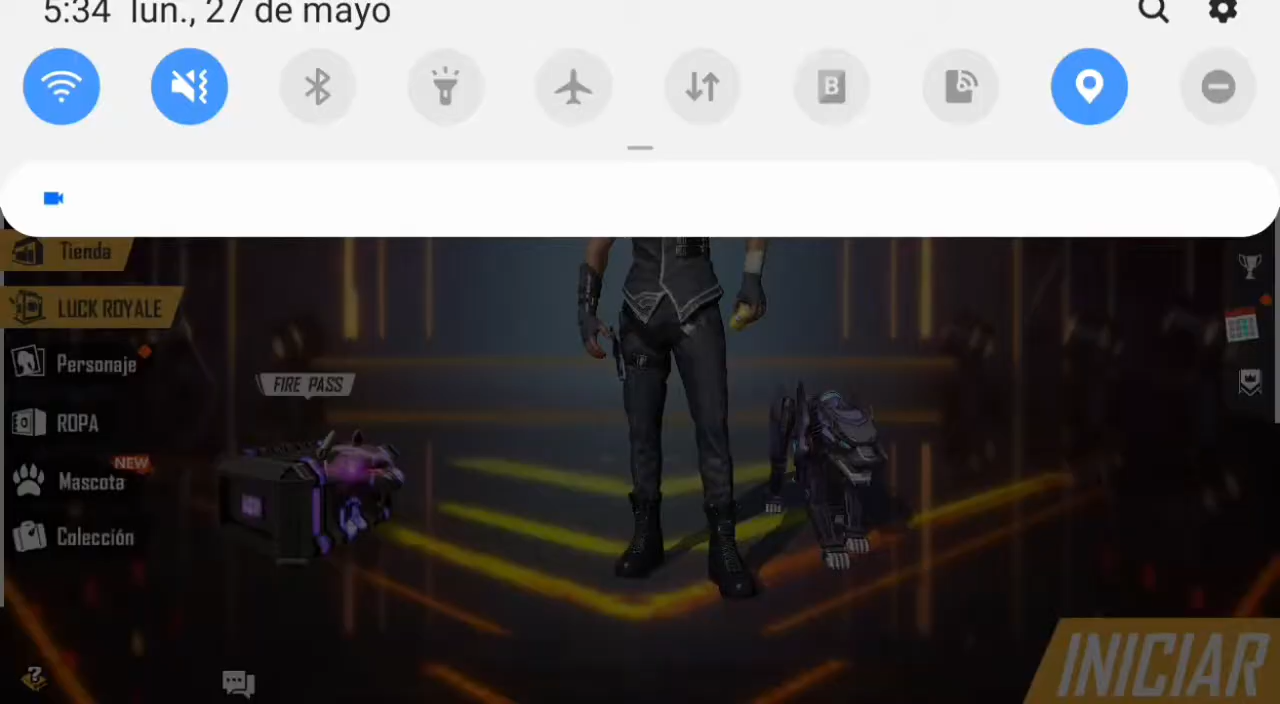 5:34 lun., 27 de mayo
B
Tienda
LUCK ROYALE
Personaje
FIRE PASS
ROPA
NEW
Mascota
Colección
INICIAR